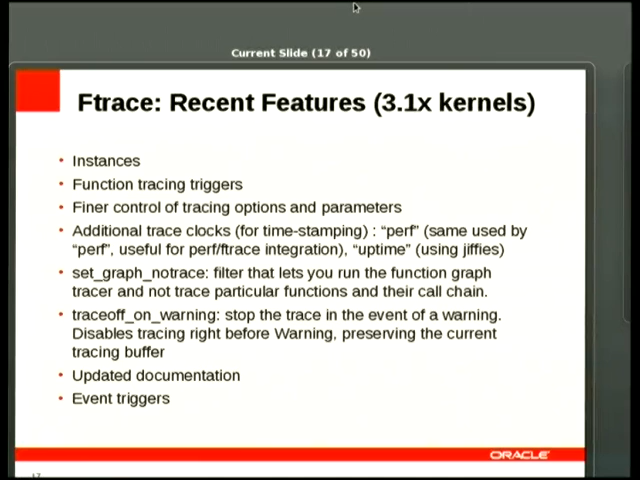 Current Slide (17 of 50)
Ftrace: Recent Features (3.1x kernels)
• Instances
• Function tracing triggers
• Finer control of tracing options and parameters
• Additional trace clocks (for time-stamping) : “perf” (same used by
“perf”, useful for perf/ftrace integration), “uptime” (using jiffies)
• set_graph_notrace: filter that lets you run the function graph
tracer and not trace particular functions and their call chain.
• traceoff_on_warning: stop the trace in the event of a warning.
Disables tracing right before Warning, preserving the current
tracing buffer
• Updated documentation
• Event triggers
ORACLE
17